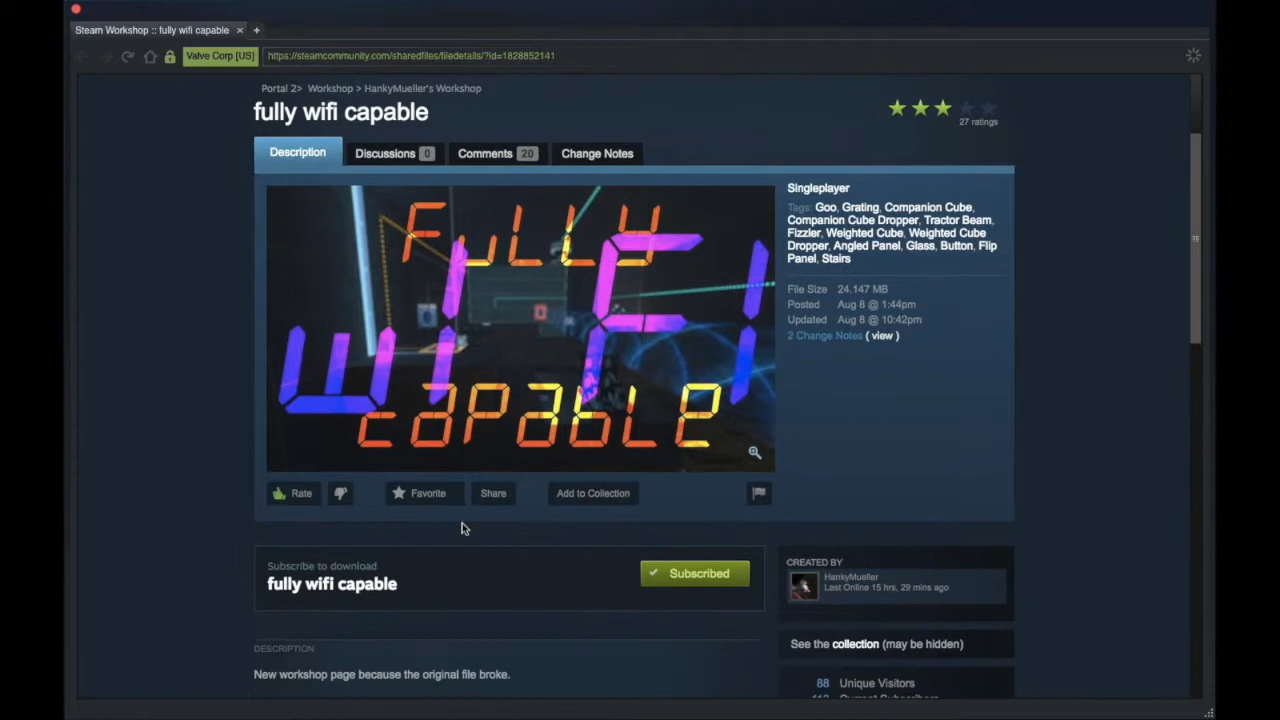 Steam Workshop :: fully wifi capable × +
Valve Corp [US] https://steamcommunity.com/sharedfiles/filedetails/?id=1828852141
Portal 2> Workshop > HankyMueller's Workshop
fully wifi capable
27 ratings
Description Discussions 0 Comments 20 Change Notes
FuLLy
wiFi
capabLe
Singleplayer
Tags: Goo, Grating, Companion Cube,
Companion Cube Dropper, Tractor Beam,
Fizzler, Weighted Cube, Weighted Cube
Dropper, Angled Panel, Glass, Button, Flip
Panel, Stairs
File Size 24.147 MB
Posted Aug 8 @ 1:44pm
Updated Aug 8 @ 10:42pm
2 Change Notes ( view )
Rate Favorite Share Add to Collection
Subscribe to download
fully wifi capable
Subscribed
CREATED BY
HankyMueller
Last Online 15 hrs, 29 mins ago
See the collection (may be hidden)
DESCRIPTION
New workshop page because the original file broke.
88 Unique Visitors